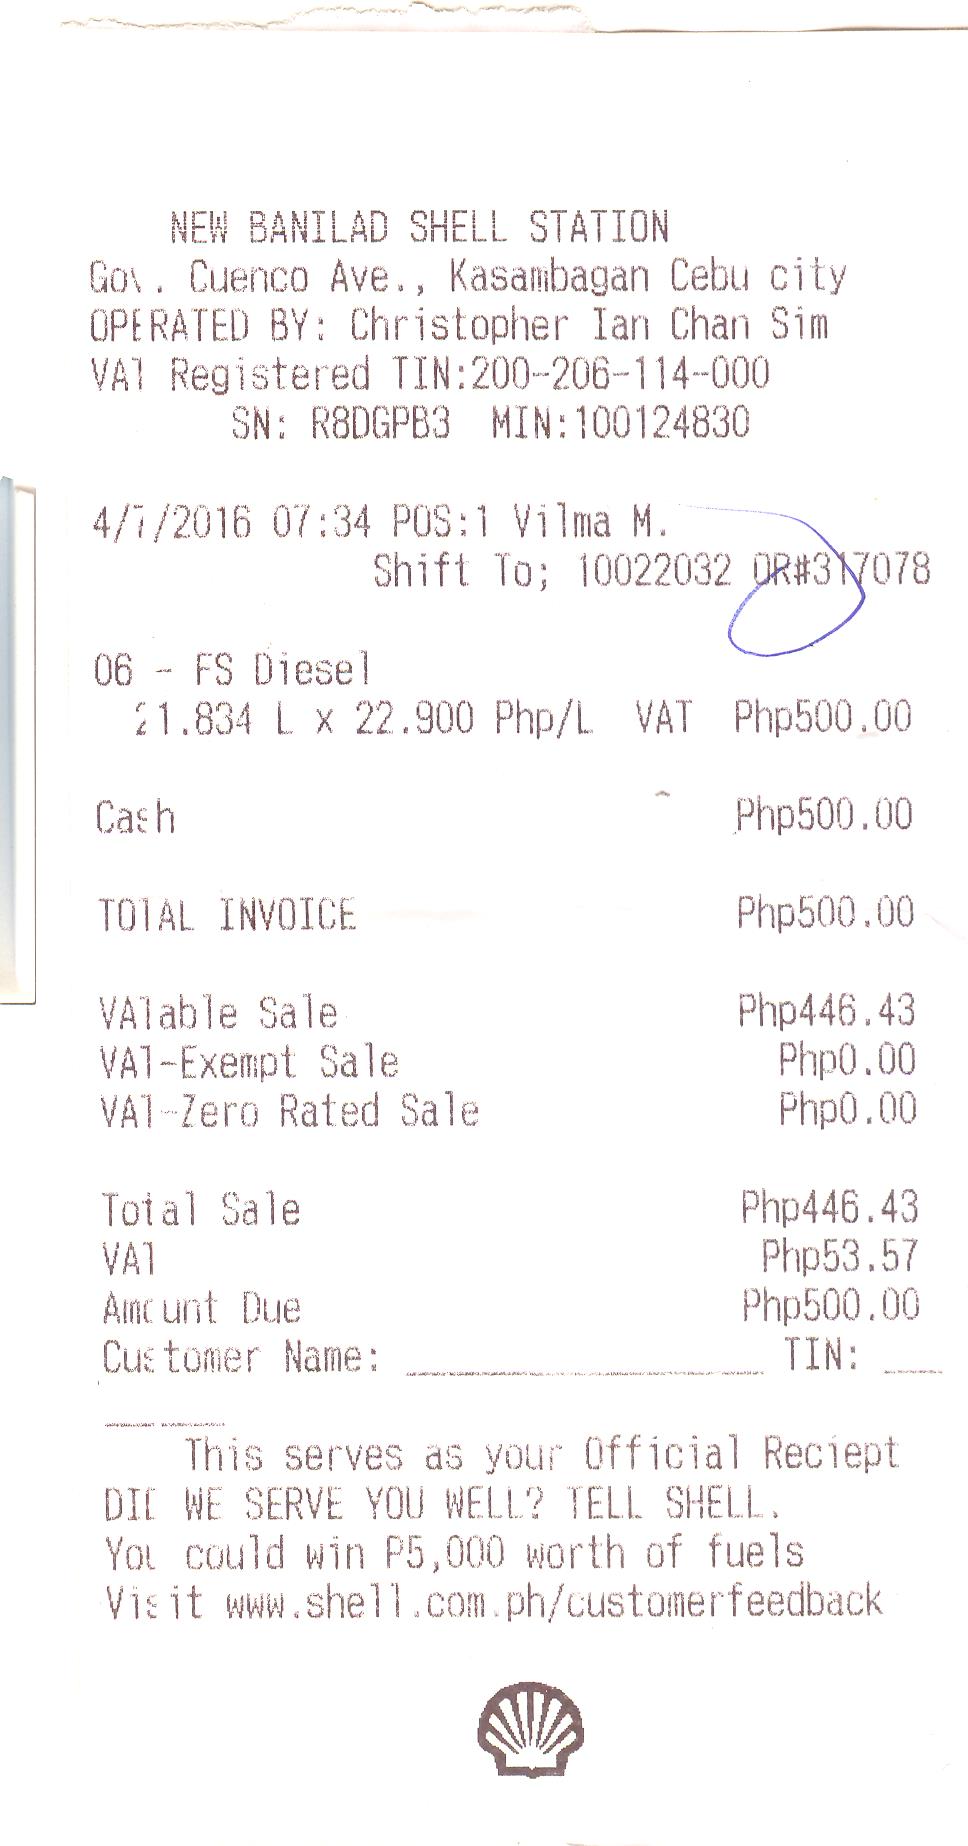 NEW BANILAD SHELL STATION
Gov. Cuenco Ave., Kasambagan Cebu city
OPERATED BY: Christopher Ian Chan Sim
VAT Registered TIN:200-206-114-000
SN: R8DGPB3 MIN:100124830
4/7/2016 07:34 POS:1 Vilma M.
Shift To; 10022032 OR#317078
06 - FS Diesel
21.834 L x 22.900 Php/L VAT Php500.00
Cash Php500.00
TOTAL INVOICE Php500.00
VATable Sale Php446.43
VAT-Exempt Sale Php0.00
VAT-Zero Rated Sale Php0.00
Total Sale Php446.43
VAT Php53.57
Amount Due Php500.00
Customer Name: ____________ TIN: ___
______
This serves as your Official Reciept
DID WE SERVE YOU WELL? TELL SHELL.
You could win P5,000 worth of fuels
Visit www.shell.com.ph/customerfeedback